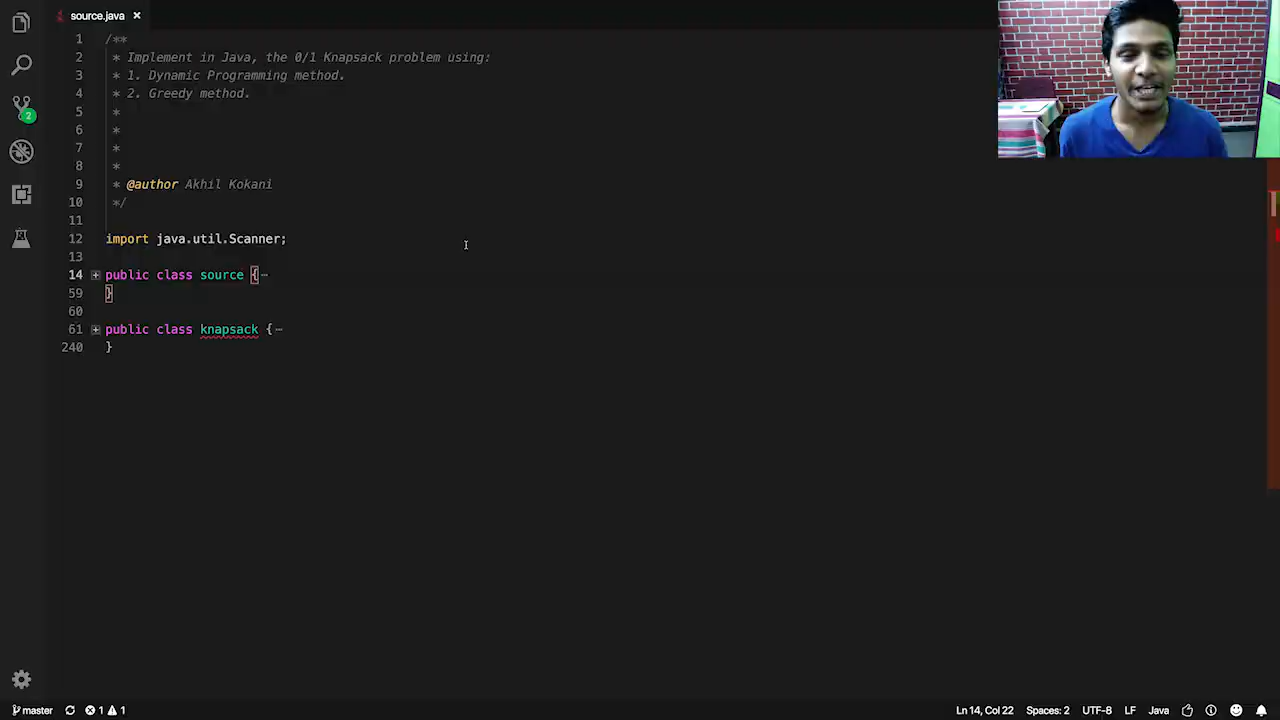 source.java ×
1 /**
2 * Implement in Java, the 0/1 Knapsack problem using
3 * 1. Dynamic Programming method
4 * 2. Greedy method.
5 *
6 *
7 *
8 *
9 * @author Akhil Kokani
10 */
11
12 import java.util.Scanner;
13
14 public class source {
59 }
60
61 public class knapsack {
240 }
2
master 1 1 Ln 14, Col 22 Spaces: 2 UTF-8 LF Java